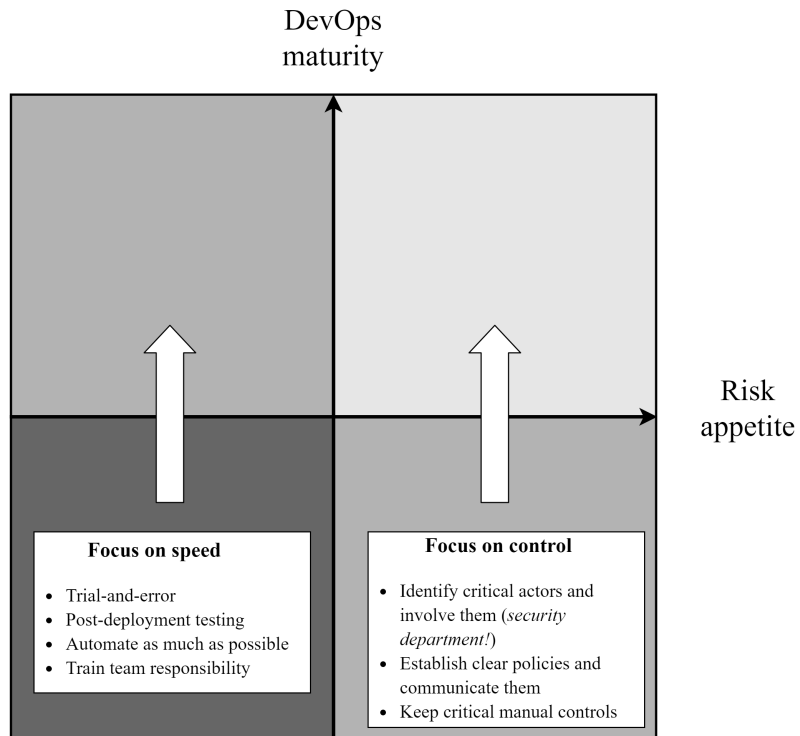 DevOps
maturity
Risk
appetite
Focus on speed
• Trial-and-error
• Post-deployment testing
• Automate as much as possible
• Train team responsibility
Focus on control
• Identify critical actors and
involve them (security
department!)
• Establish clear policies and
communicate them
• Keep critical manual controls